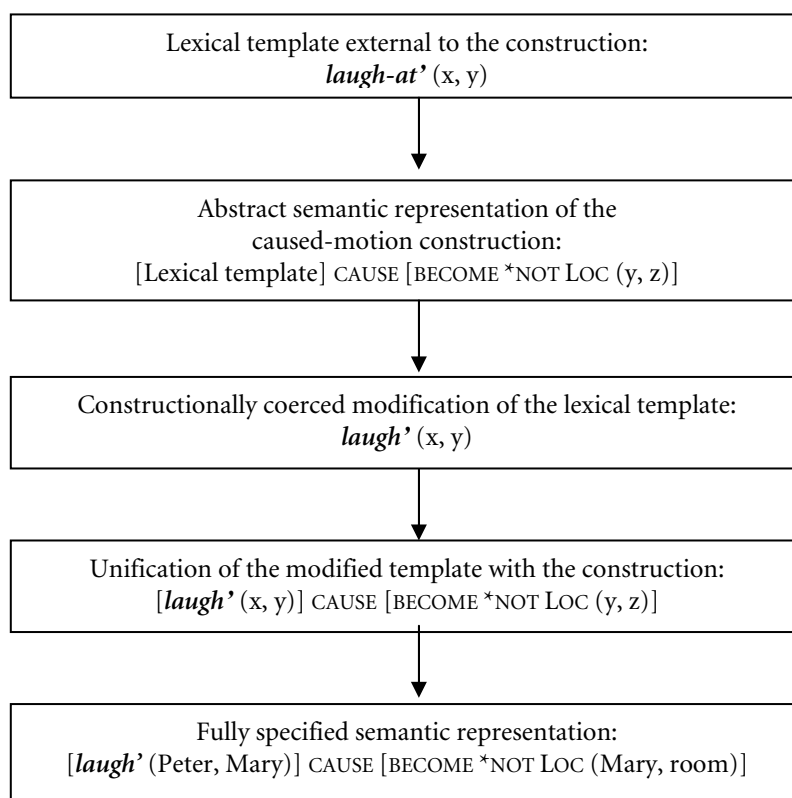 Lexical template external to the construction:
laugh-at’ (x, y)
Abstract semantic representation of the
caused-motion construction:
[Lexical template] CAUSE [BECOME *NOT LOC (y, z)]
Constructionally coerced modification of the lexical template:
laugh’ (x, y)
Unification of the modified template with the construction:
[laugh’ (x, y)] CAUSE [BECOME *NOT LOC (y, z)]
Fully specified semantic representation:
[laugh’ (Peter, Mary)] CAUSE [BECOME *NOT LOC (Mary, room)]